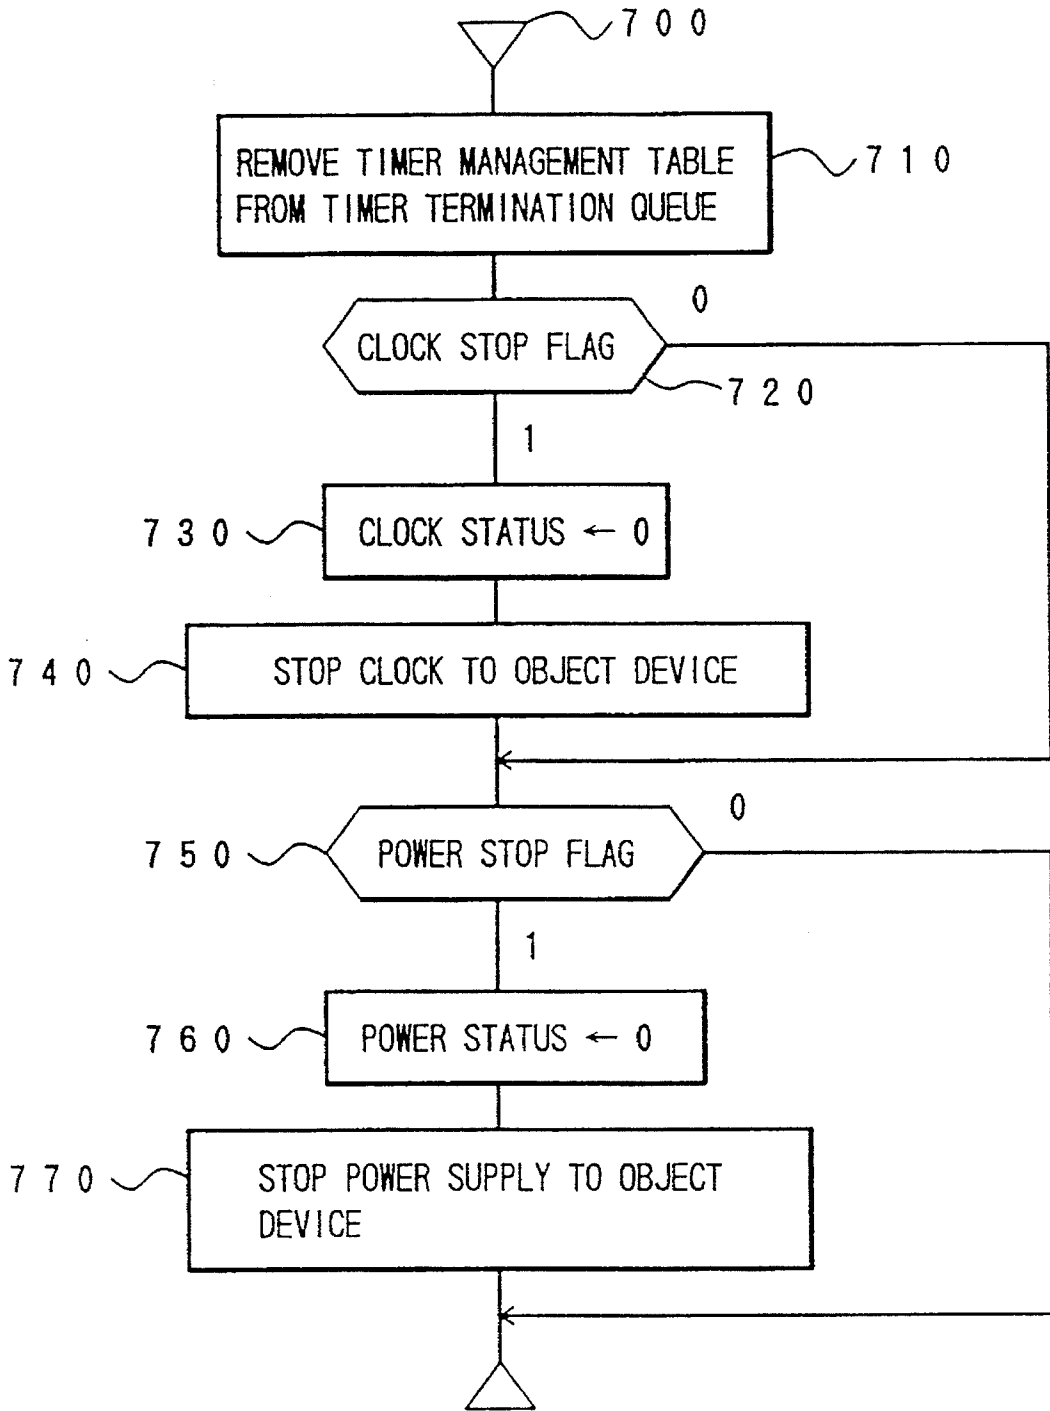 700
REMOVE TIMER MANAGEMENT TABLE
FROM TIMER TERMINATION QUEUE
710
0
CLOCK STOP FLAG
720
1
730
CLOCK STATUS ← 0
740
STOP CLOCK TO OBJECT DEVICE
0
750
POWER STOP FLAG
1
760
POWER STATUS ← 0
770
STOP POWER SUPPLY TO OBJECT
DEVICE